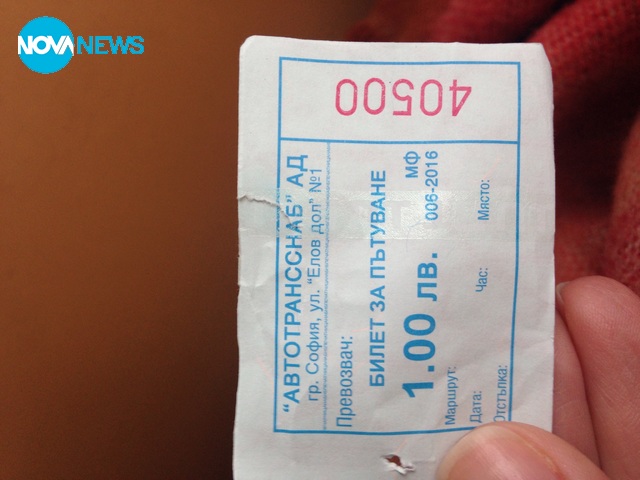 NOVA NEWS
40500
"АВТОТРАНССНАБ" АД
гр. София, ул. "Елов дол" №1
Превозвач:
БИЛЕТ ЗА ПЪТУВАНЕ
МФ
1.00 лв.
006-2016
Маршрут:
Дата:
Час:
Място:
Отстъпка: